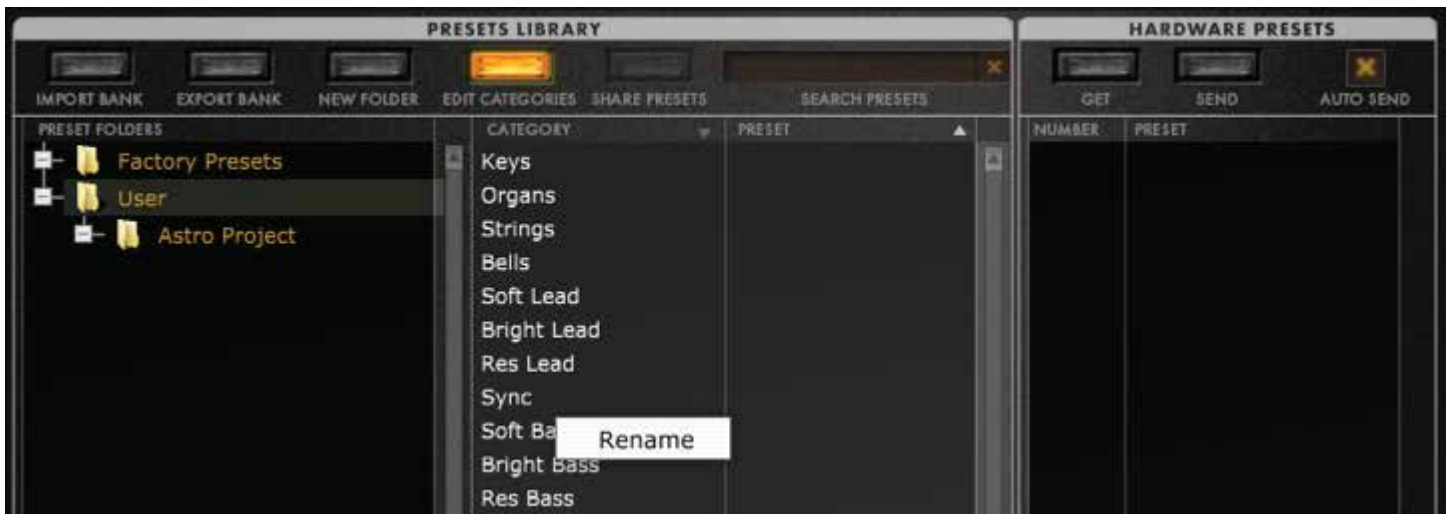 PRESETS LIBRARY
HARDWARE PRESETS
IMPORT BANK
EXPORT BANK
NEW FOLDER
EDIT CATEGORIES
SHARE PRESETS
SEARCH PRESETS
GET
SEND
AUTO SEND
PRESET FOLDERS
CATEGORY
PRESET
NUMBER
PRESET
Factory Presets
User
Astro Project
Keys
Organs
Strings
Bells
Soft Lead
Bright Lead
Res Lead
Sync
Soft Ba
Rename
Bright Bass
Res Bass